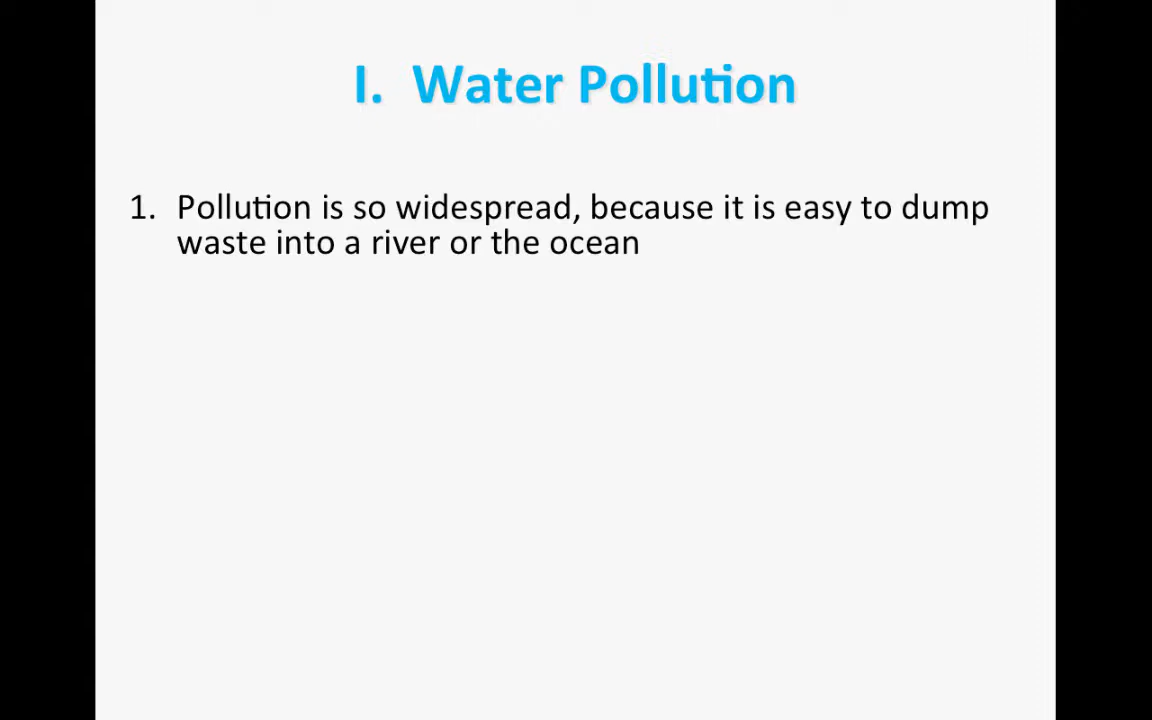 I. Water Pollution
1. Pollution is so widespread, because it is easy to dump
waste into a river or the ocean